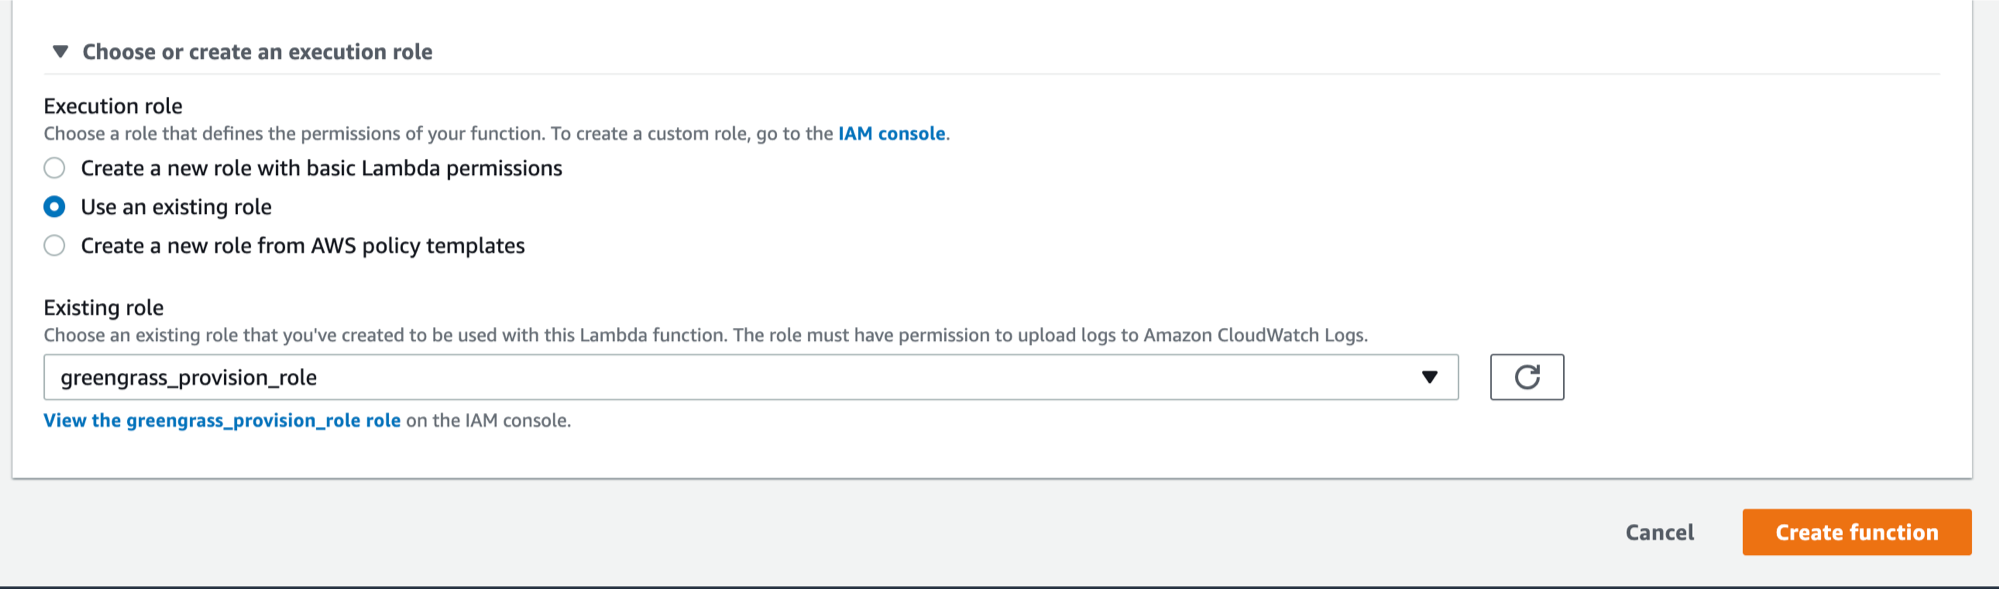 Choose or create an execution role
Execution role
Choose a role that defines the permissions of your function. To create a custom role, go to the IAM console.
Create a new role with basic Lambda permissions
Use an existing role
Create a new role from AWS policy templates
Existing role
Choose an existing role that you've created to be used with this Lambda function. The role must have permission to upload logs to Amazon CloudWatch Logs.
greengrass_provision_role
View the greengrass_provision_role role on the IAM console.
Cancel Create function